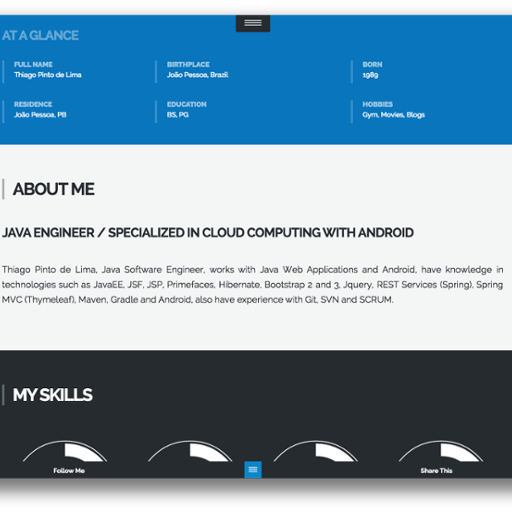 AT A GLANCE
FULL NAME
Thiago Pinto de Lima
BIRTHPLACE
João Pessoa, Brazil
BORN
1989
RESIDENCE
João Pessoa, PB
EDUCATION
BS, PG
HOBBIES
Gym, Movies, Blogs
ABOUT ME
JAVA ENGINEER / SPECIALIZED IN CLOUD COMPUTING WITH ANDROID
Thiago Pinto de Lima, Java Software Engineer, works with Java Web Applications and Android, have knowledge in
technologies such as JavaEE, JSF, JSP, Primefaces, Hibernate, Bootstrap 2 and 3, Jquery, REST Services (Spring), Spring
MVC (Thymeleaf), Maven, Gradle and Android, also have experience with Git, SVN and SCRUM.
MY SKILLS
Follow Me
Share This